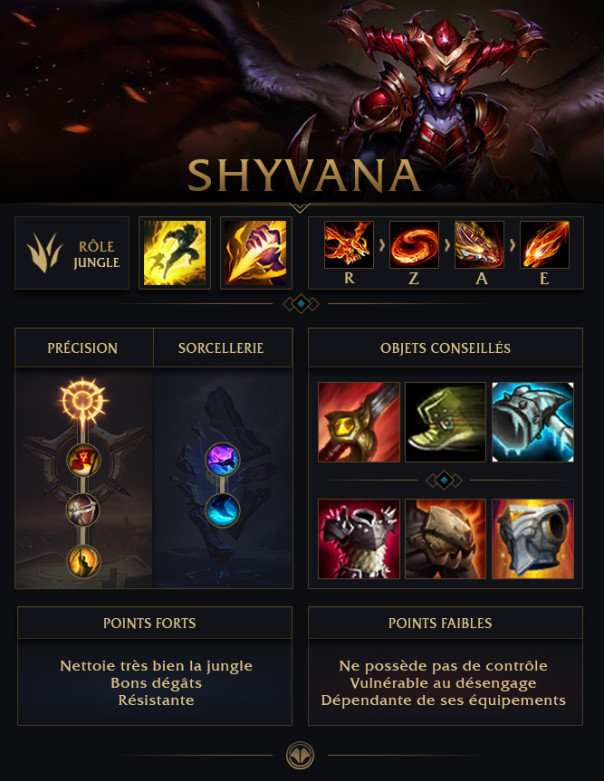 SHYVANA
RÔLE
JUNGLE
R
Z
A
E
PRÉCISION
SORCELLERIE
OBJETS CONSEILLÉS
POINTS FORTS
Nettoie très bien la jungle
Bons dégâts
Résistante
POINTS FAIBLES
Ne possède pas de contrôle
Vulnérable au désengage
Dépendante de ses équipements